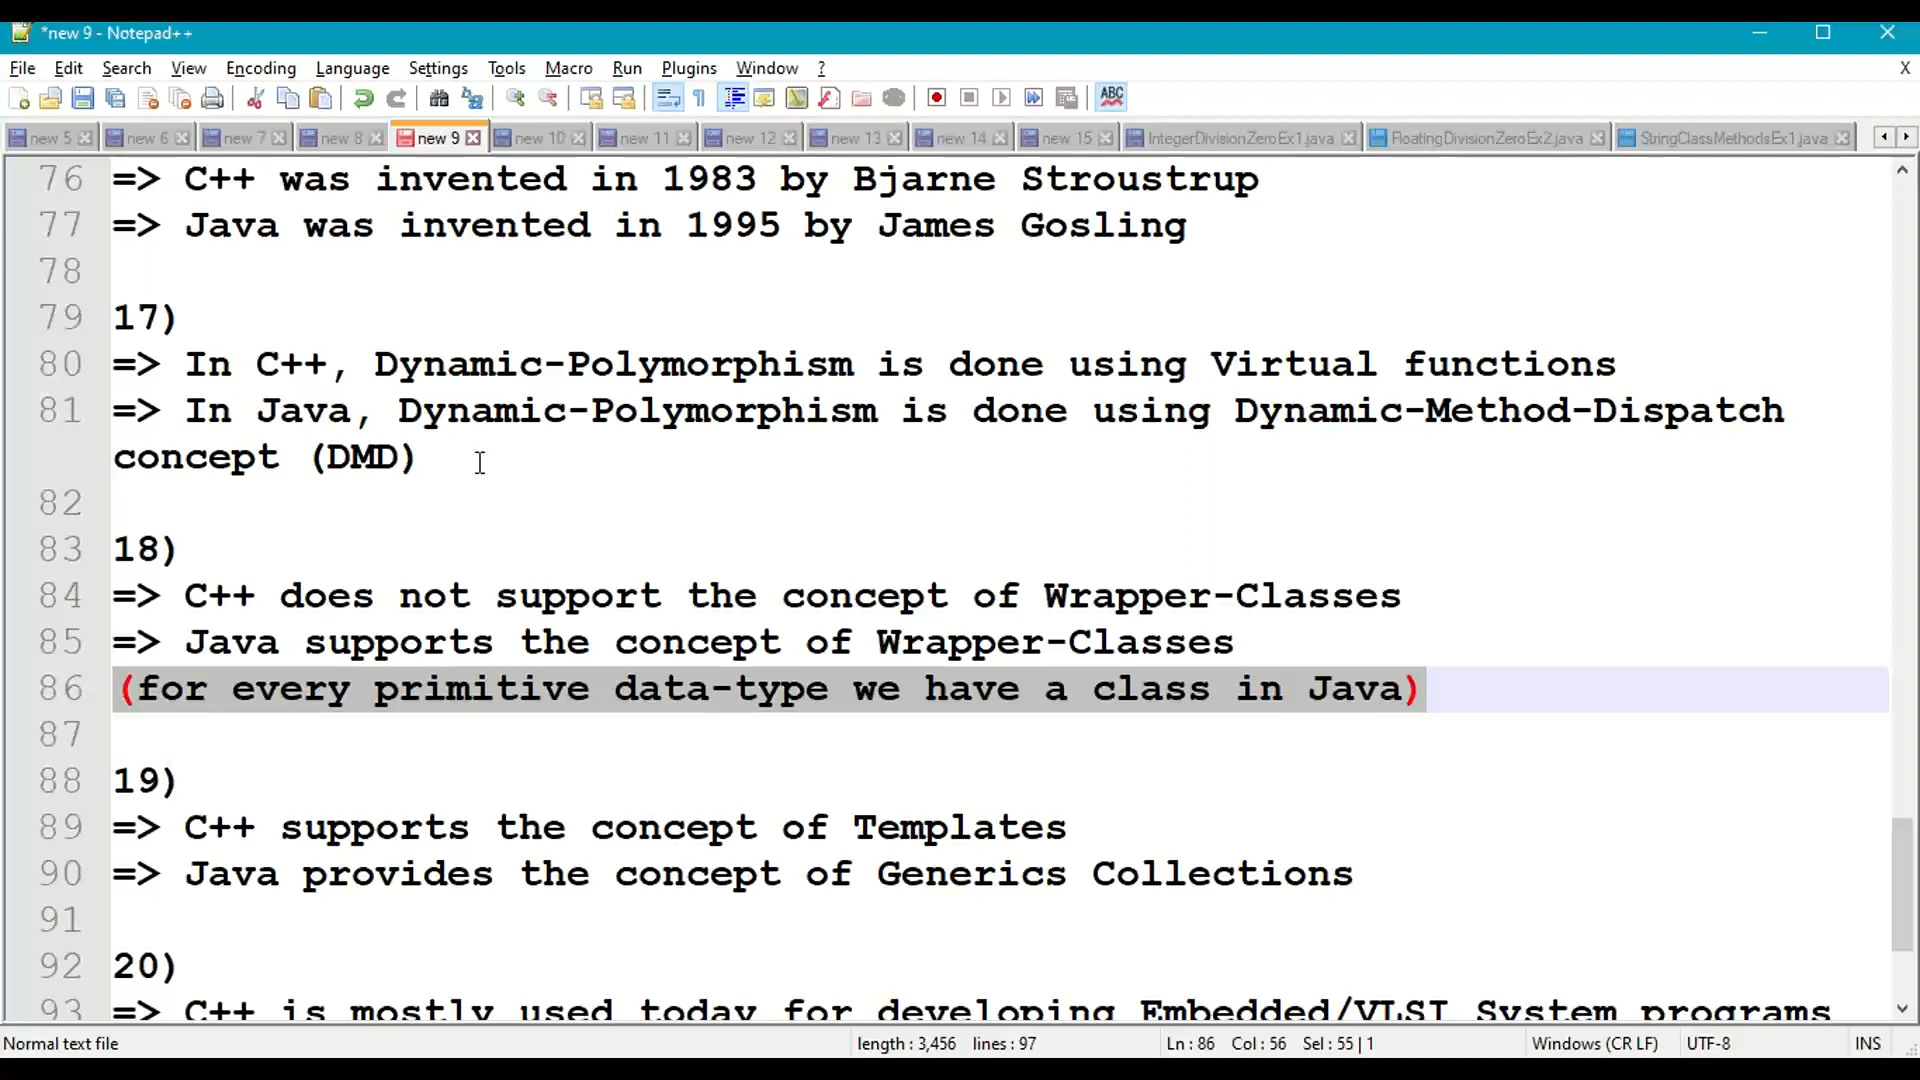 *new 9 - Notepad++
File Edit Search View Encoding Language Settings Tools Macro Run Plugins Window ? X
ABC
new 5 new 6 new 7 new 8 new 9 new 10 new 11 new 12 new 13 new 14 new 15 IntegerDivisionZeroEx1.java FloatingDivisionZeroEx2.java StringClassMethodsEx1.java
76 => C++ was invented in 1983 by Bjarne Stroustrup
77 => Java was invented in 1995 by James Gosling
78
79 17)
80 => In C++, Dynamic-Polymorphism is done using Virtual functions
81 => In Java, Dynamic-Polymorphism is done using Dynamic-Method-Dispatch
concept (DMD)
82
83 18)
84 => C++ does not support the concept of Wrapper-Classes
85 => Java supports the concept of Wrapper-Classes
86 (for every primitive data-type we have a class in Java)
87
88 19)
89 => C++ supports the concept of Templates
90 => Java provides the concept of Generics Collections
91
92 20)
93 => C++ is mostly used today for developing Embedded/VLSI System programs
Normal text file length : 3,456 lines : 97 Ln : 86 Col : 56 Sel : 55 | 1 Windows (CR LF) UTF-8 INS